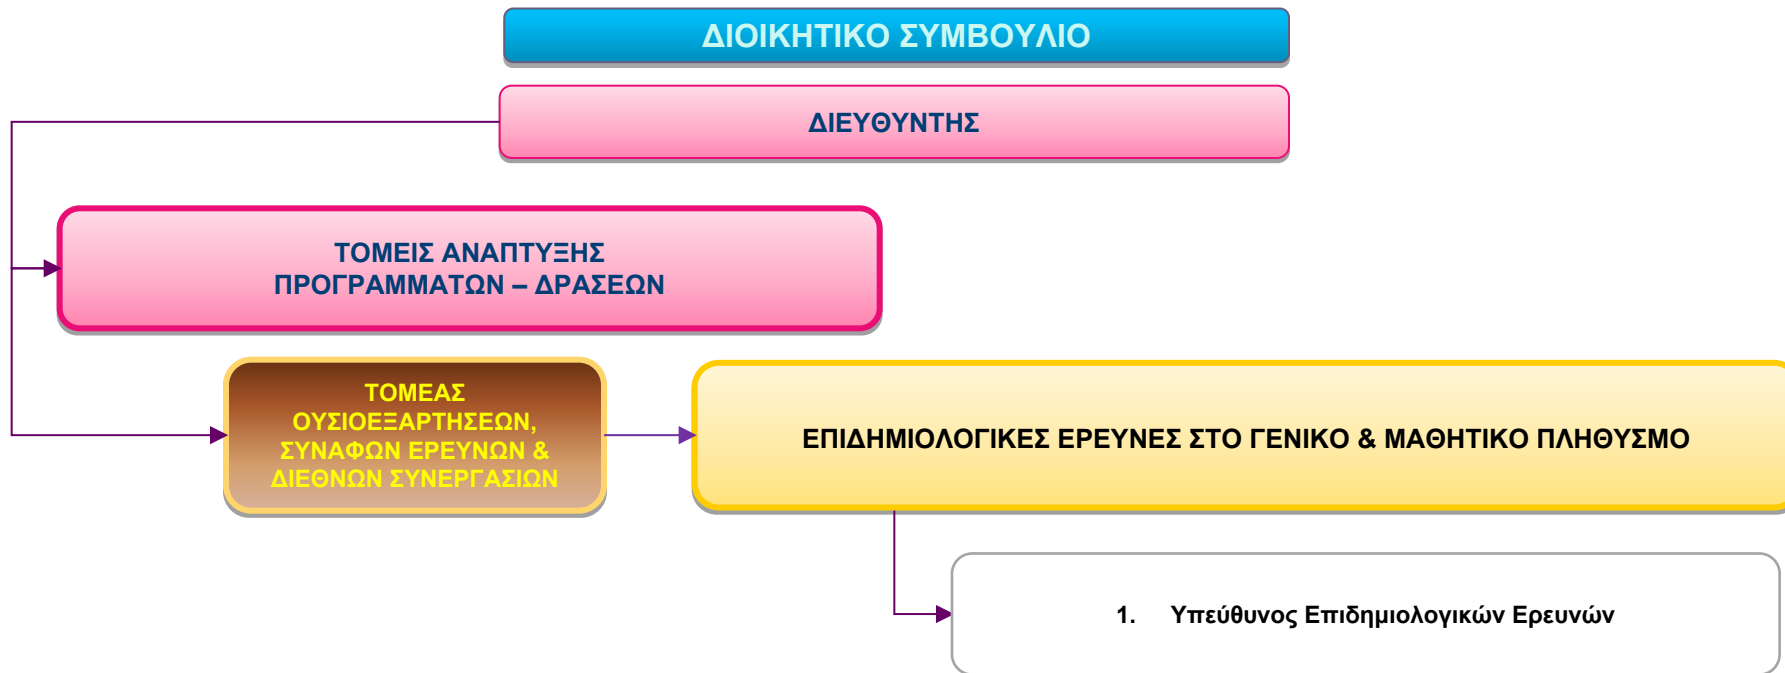 ΔΙΟΙΚΗΤΙΚΟ ΣΥΜΒΟΥΛΙΟ
ΔΙΕΥΘΥΝΤΗΣ
ΤΟΜΕΙΣ ΑΝΑΠΤΥΞΗΣ
ΠΡΟΓΡΑΜΜΑΤΩΝ – ΔΡΑΣΕΩΝ
ΤΟΜΕΑΣ
ΟΥΣΙΟΕΞΑΡΤΗΣΕΩΝ,
ΣΥΝΑΦΩΝ ΕΡΕΥΝΩΝ &
ΔΙΕΘΝΩΝ ΣΥΝΕΡΓΑΣΙΩΝ
ΕΠΙΔΗΜΙΟΛΟΓΙΚΕΣ ΕΡΕΥΝΕΣ ΣΤΟ ΓΕΝΙΚΟ & ΜΑΘΗΤΙΚΟ ΠΛΗΘΥΣΜΟ
1. Υπεύθυνος Επιδημιολογικών Ερευνών